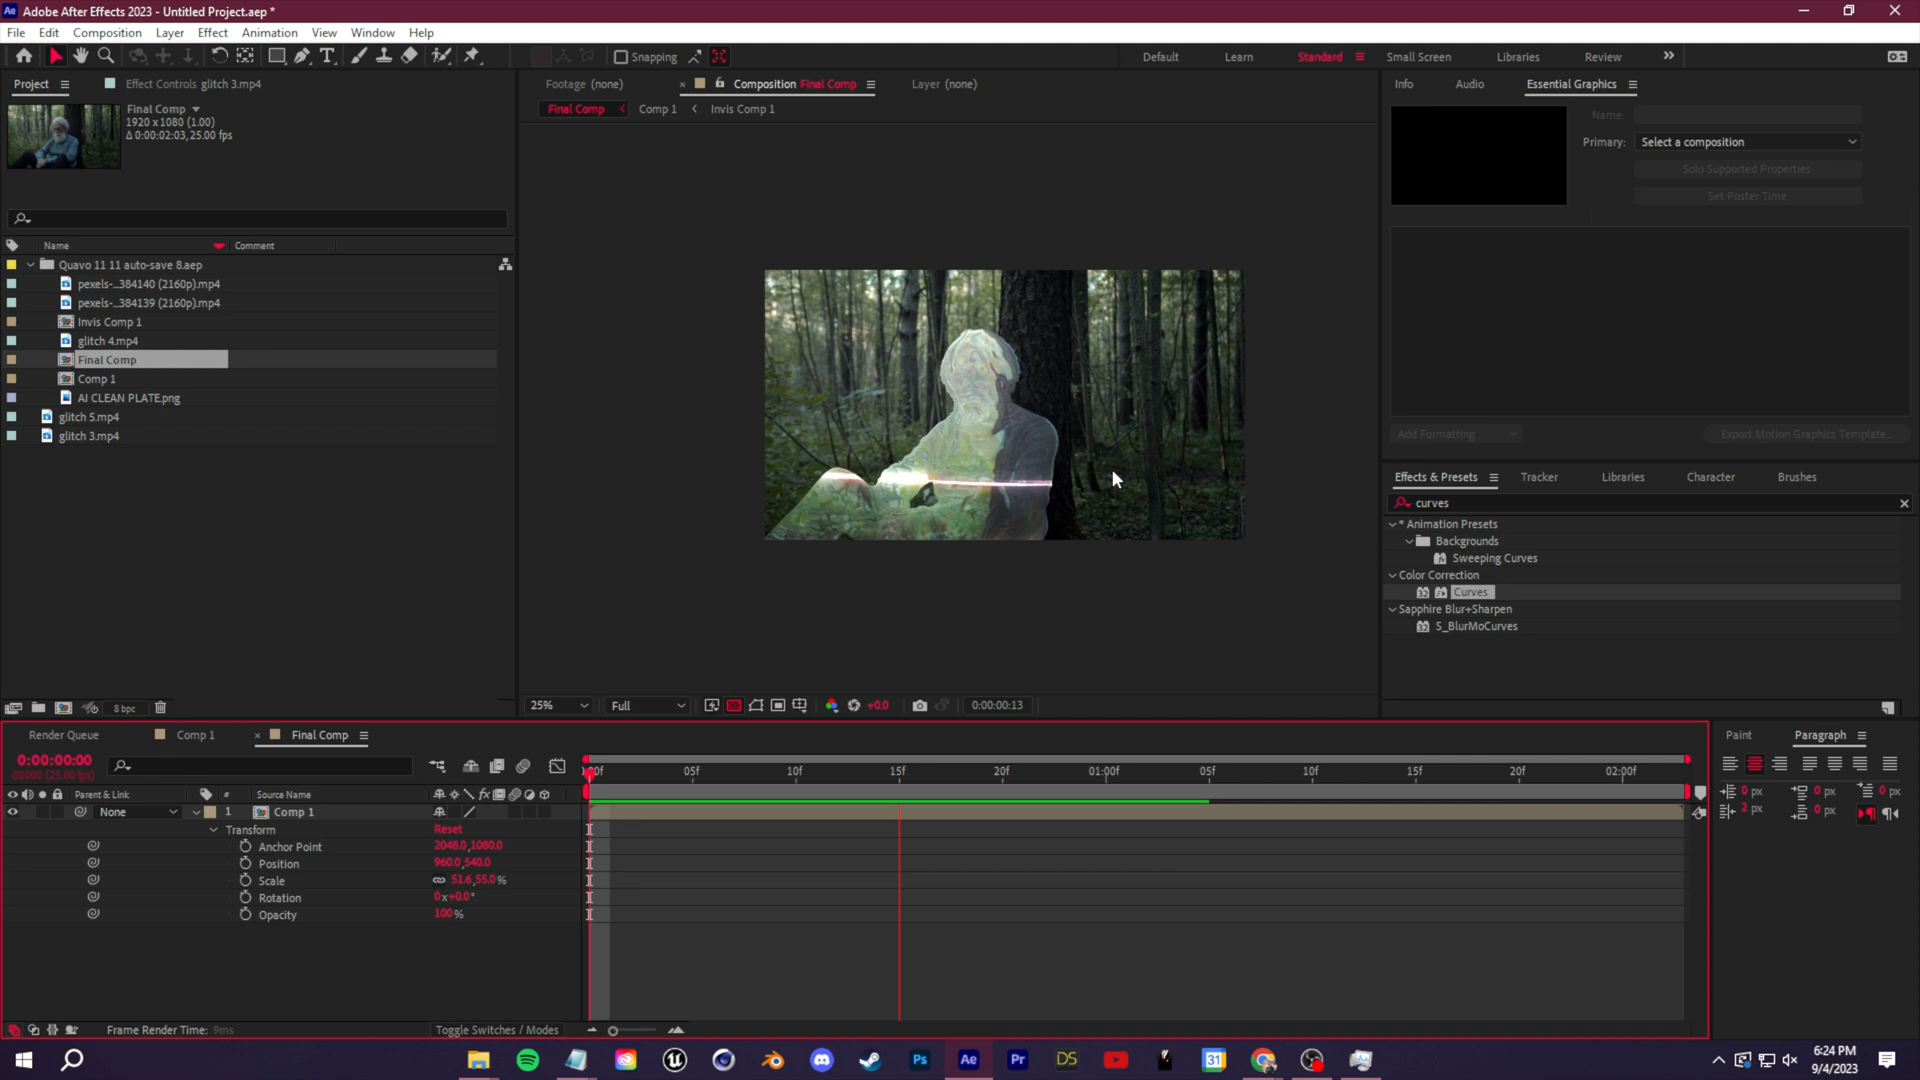 Ae Adobe After Effects 2023 - Untitled Project.aep *
File Edit Composition Layer Effect Animation View Window Help
Snapping Default Learn Standard Small Screen Libraries Review
Project Effect Controls glitch 3.mp4
Final Comp
1920 x 1080 (1.00)
Δ 0:00:02:03, 25.00 fps
Name Comment
Quavo 11 11 auto-save 8.aep
pexels-...384140 (2160p).mp4
pexels-...384139 (2160p).mp4
Invis Comp 1
glitch 4.mp4
Final Comp
Comp 1
AI CLEAN PLATE.png
glitch 5.mp4
glitch 3.mp4
8 bpc
Footage (none) Composition Final Comp Layer (none)
Final Comp Comp 1 Invis Comp 1
25% Full +0.0 0:00:00:13
Info Audio Essential Graphics
Name:
Primary: Select a composition
Solo Supported Properties
Set Poster Time
Add Formatting Export Motion Graphics Template...
Effects & Presets Tracker Libraries Character Brushes
curves
* Animation Presets
Backgrounds
32 Sweeping Curves
Color Correction
32 Curves
Sapphire Blur+Sharpen
32 S_BlurMoCurves
Render Queue Comp 1 Final Comp
0:00:00:00
00000 (25.00 fps)
:00f 05f 10f 15f 20f 01:00f 05f 10f 15f 20f 02:00f
Parent & Link # Source Name
None 1 Comp 1
Transform Reset
Anchor Point 2048.0,1080.0
Position 960.0,540.0
Scale 51.6,55.0%
Rotation 0x+0.0°
Opacity 100%
Frame Render Time: 9ms Toggle Switches / Modes
Paint Paragraph
0 px 0 px 0 px
2 px 0 px
Ps Ae Pr DS 31
6:24 PM
9/4/2023